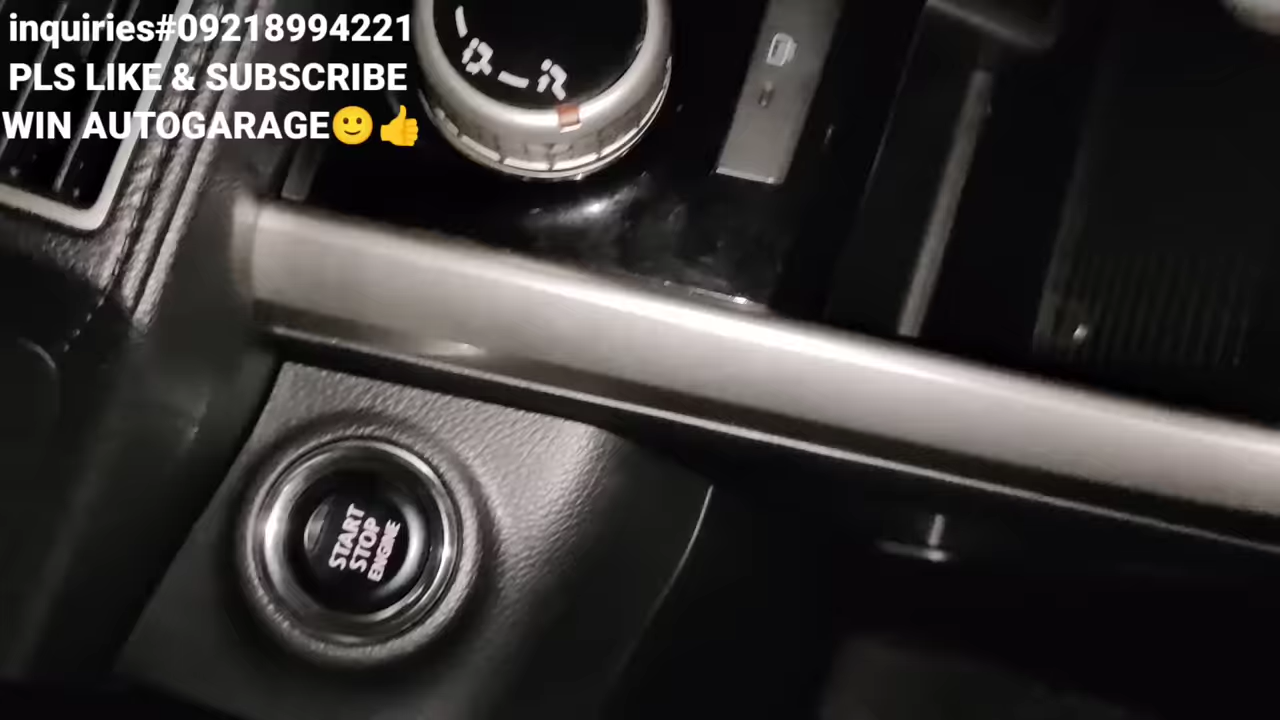 inquiries#09218994221
PLS LIKE & SUBSCRIBE
WIN AUTOGARAGE🙂👍
START
STOP
ENGINE